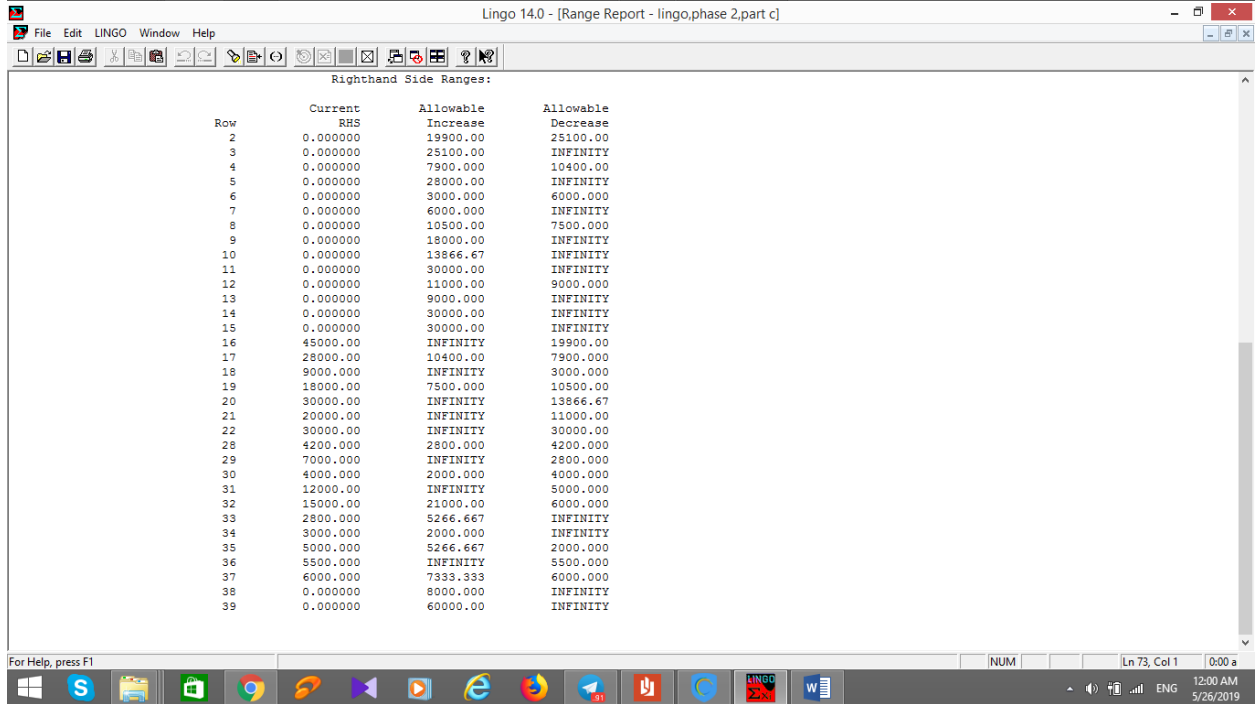 Lingo 14.0 - [Range Report - lingo,phase 2,part c]
File Edit LINGO Window Help
Righthand Side Ranges:
Current Allowable Allowable
Row RHS Increase Decrease
2 0.000000 19900.00 25100.00
3 0.000000 25100.00 INFINITY
4 0.000000 7900.000 10400.00
5 0.000000 28000.00 INFINITY
6 0.000000 3000.000 6000.000
7 0.000000 6000.000 INFINITY
8 0.000000 10500.00 7500.000
9 0.000000 18000.00 INFINITY
10 0.000000 13866.67 INFINITY
11 0.000000 30000.00 INFINITY
12 0.000000 11000.00 9000.000
13 0.000000 9000.000 INFINITY
14 0.000000 30000.00 INFINITY
15 0.000000 30000.00 INFINITY
16 45000.00 INFINITY 19900.00
17 28000.00 10400.00 7900.000
18 9000.000 INFINITY 3000.000
19 18000.00 7500.000 10500.00
20 30000.00 INFINITY 13866.67
21 20000.00 INFINITY 11000.00
22 30000.00 INFINITY 30000.00
28 4200.000 2800.000 4200.000
29 7000.000 INFINITY 2800.000
30 4000.000 2000.000 4000.000
31 12000.00 INFINITY 5000.000
32 15000.00 21000.00 6000.000
33 2800.000 5266.667 INFINITY
34 3000.000 2000.000 INFINITY
35 5000.000 5266.667 2000.000
36 5500.000 INFINITY 5500.000
37 6000.000 7333.333 6000.000
38 0.000000 8000.000 INFINITY
39 0.000000 60000.00 INFINITY
For Help, press F1 NUM Ln 73, Col 1 0:00 a
91 LINGO ENG 12:00 AM
5/26/2019